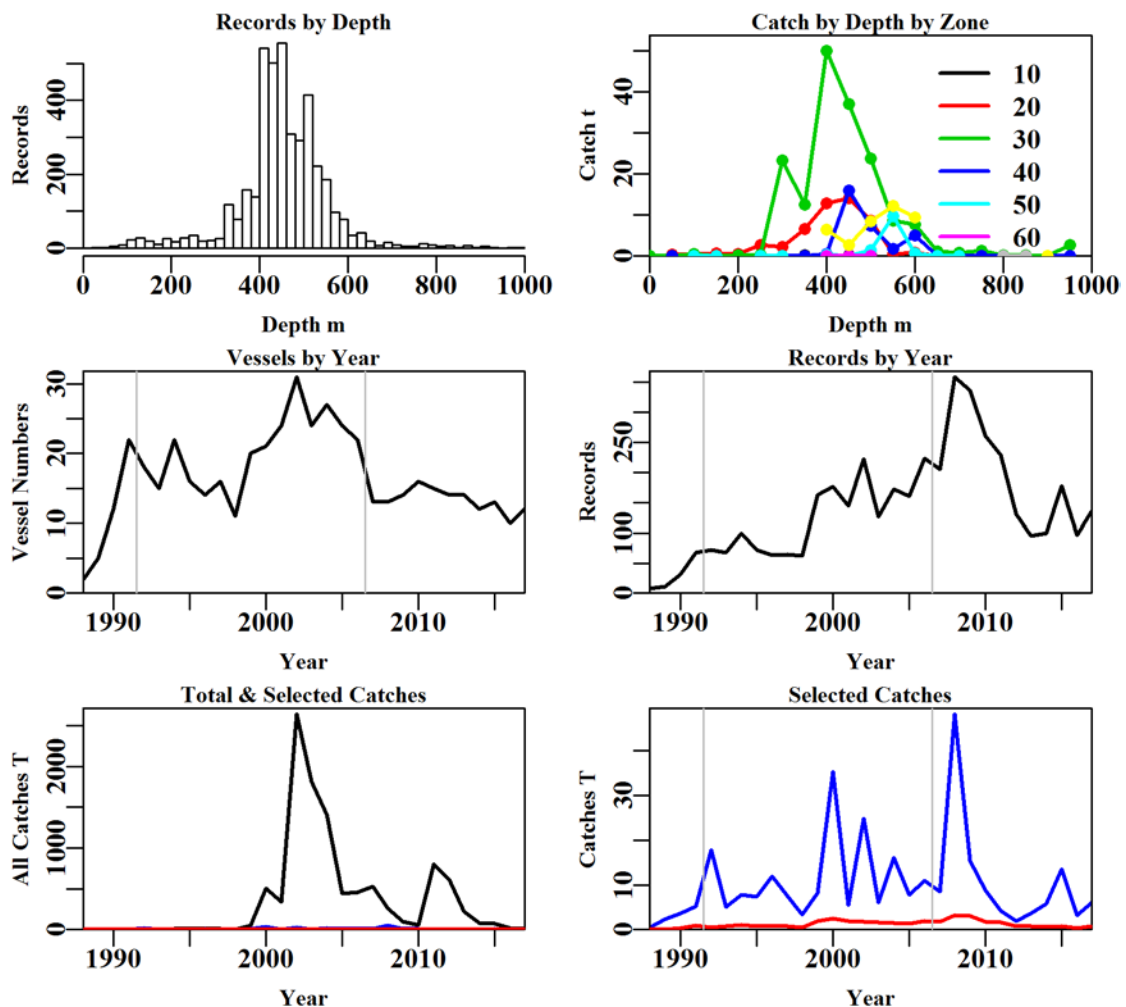 Records by Depth
Records
0 200 400
0 200 400 600 800 1000
Depth m
Catch by Depth by Zone
Catch t
0 20 40
10
20
30
40
50
60
0 200 400 600 800 1000
Depth m
Vessels by Year
Vessel Numbers
0 10 20 30
1990 2000 2010
Year
Records by Year
Records
0 100 250
1990 2000 2010
Year
Total & Selected Catches
All Catches T
0 1000 2000
1990 2000 2010
Year
Selected Catches
Catches T
0 10 30
1990 2000 2010
Year